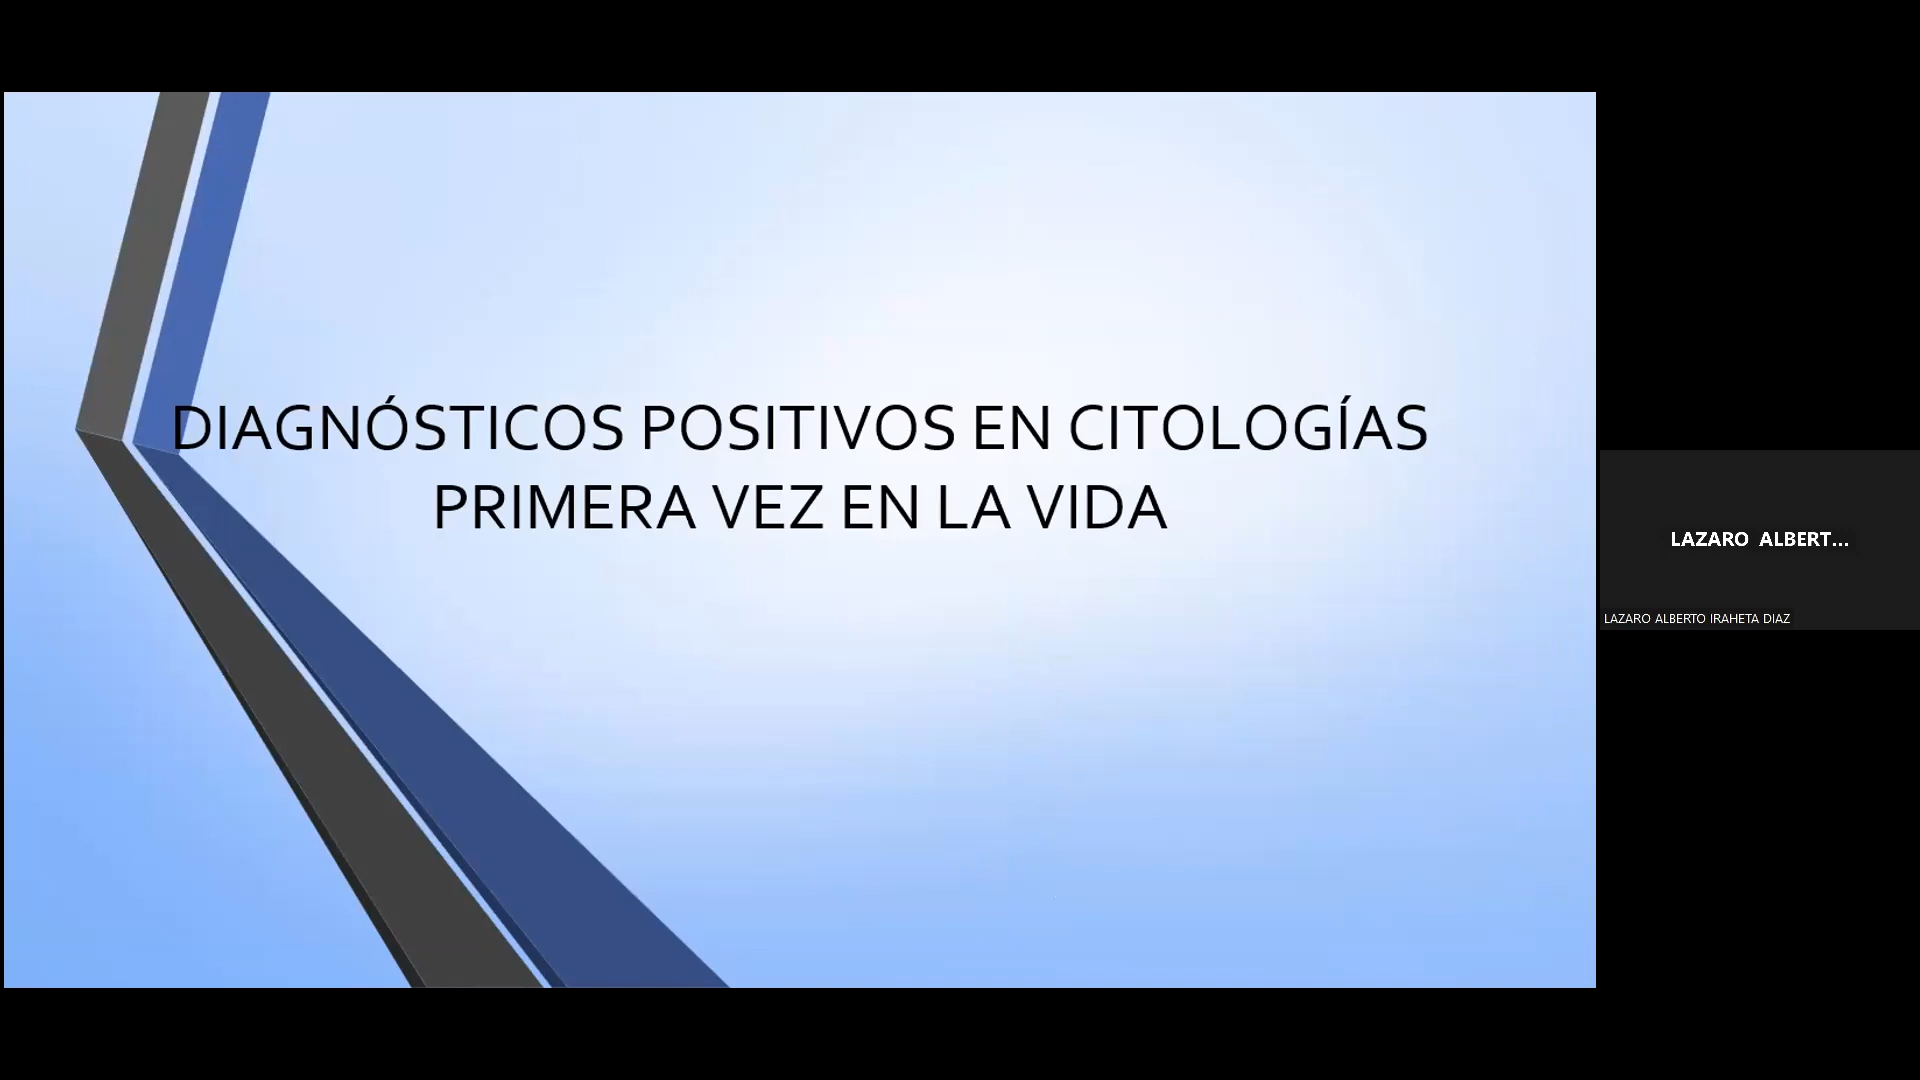 DIAGNÓSTICOS POSITIVOS EN CITOLOGÍAS
PRIMERA VEZ EN LA VIDA
LAZARO ALBERT...
LAZARO ALBERTO IRAHETA DIAZ